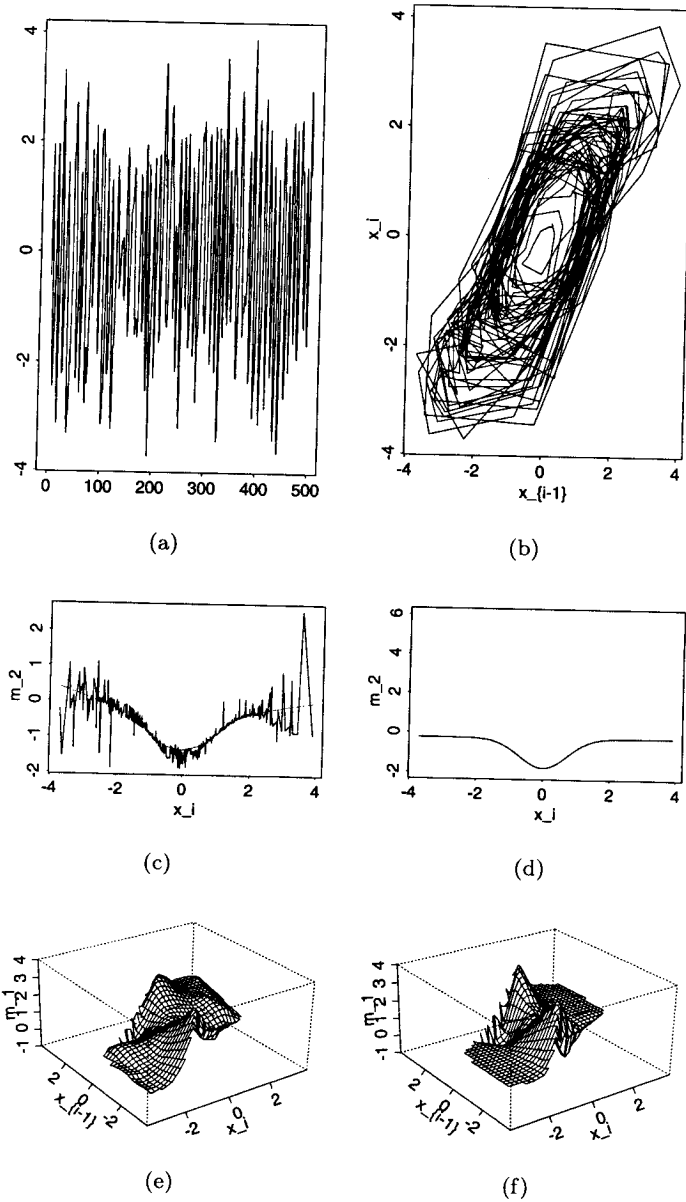 4
2
0
-2
-4
0 100 200 300 400 500
(a)
4
2
0
-2
-4
x_i
-4 -2 0 2 4
x_{i-1}
(b)
2
1
0
-1
-2
m_2
-4 -2 0 2 4
x_i
(c)
6
4
2
0
-2
m_2
-4 -2 0 2 4
x_i
(d)
-1 0 1 2 3 4
m_1
2 0 -2
x_{i-1}
-2 0 2
x_i
(e)
-1 0 1 2 3 4
m_1
2 0 -2
x_{i-1}
-2 0 2
x_i
(f)